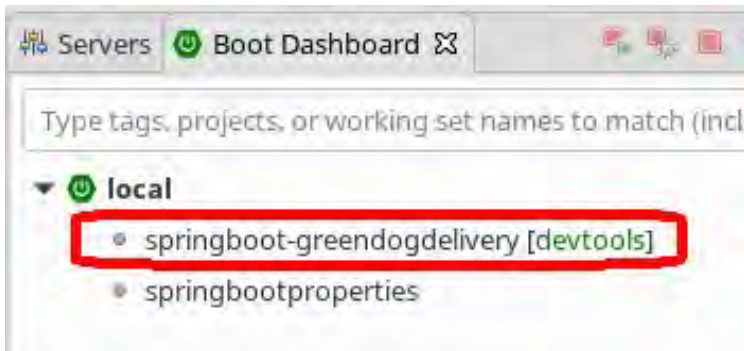 Servers Boot Dashboard
Type tags, projects, or working set names to match (incl
local
springboot-greendogdelivery [devtools]
springbootproperties